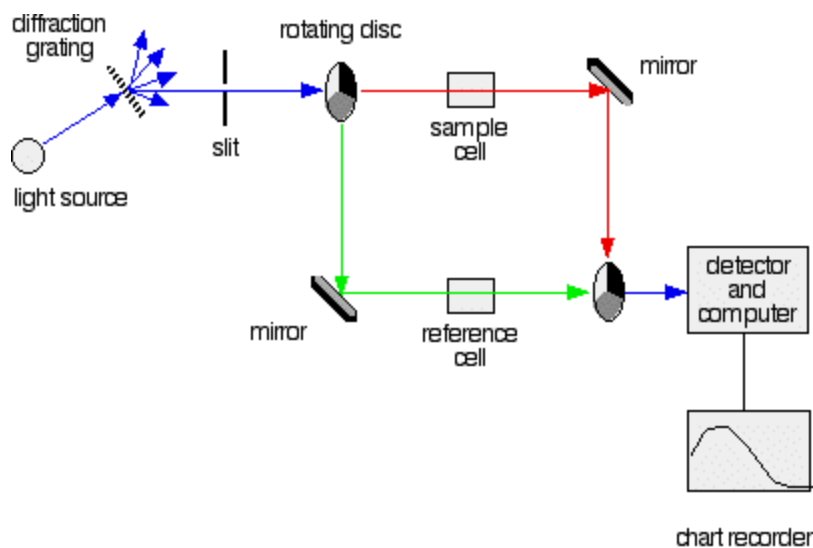 diffraction
grating
rotating disc
mirror
slit
sample
cell
light source
detector
and
computer
mirror
reference
cell
chart recorder